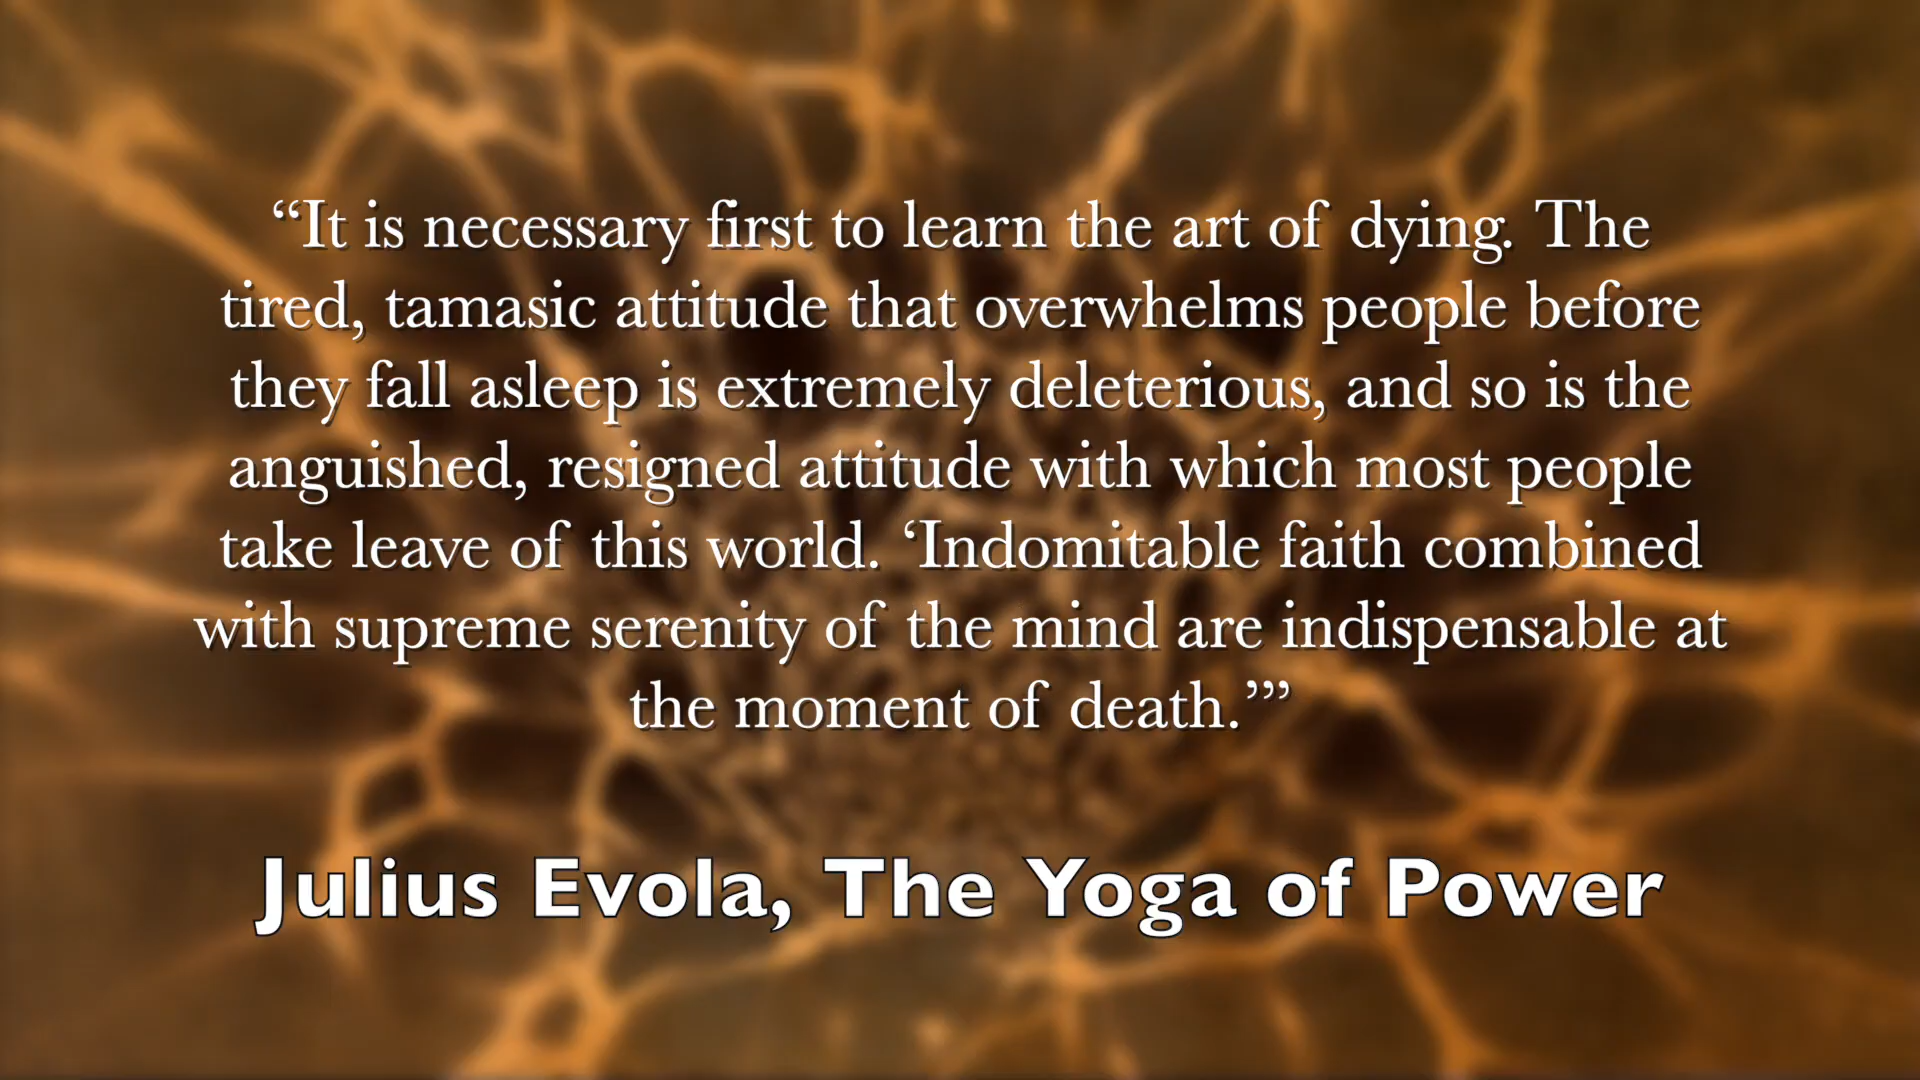 “It is necessary first to learn the art of dying. The
tired, tamasic attitude that overwhelms people before
they fall asleep is extremely deleterious, and so is the
anguished, resigned attitude with which most people
take leave of this world. ‘Indomitable faith combined
with supreme serenity of the mind are indispensable at
the moment of death.’”
Julius Evola, The Yoga of Power